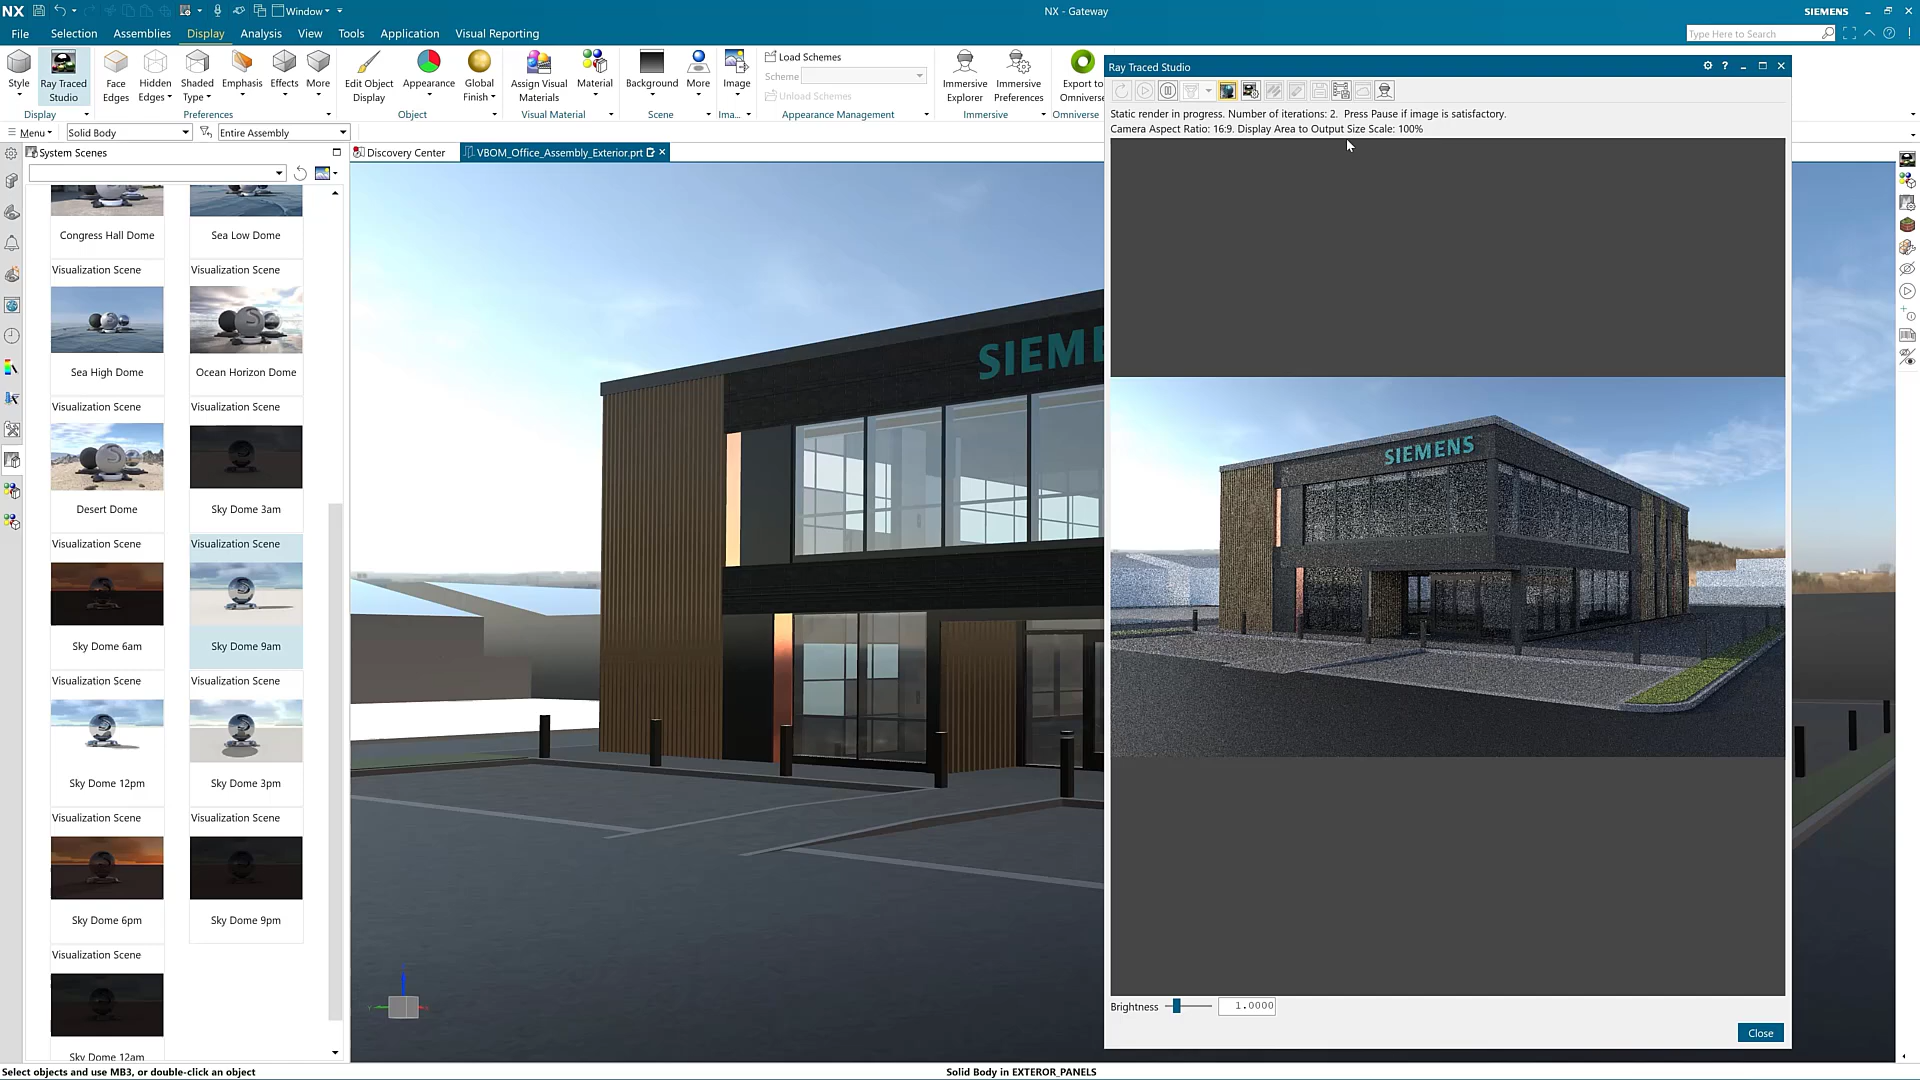 NX
Window
NX - Gateway
SIEMENS
File Selection Assemblies Display Analysis View Tools Application Visual Reporting
Type Here to Search
Style
Ray Traced Studio
Face Edges
Hidden Edges
Shaded Type
Emphasis
Effects
More
Edit Object Display
Appearance
Global Finish
Assign Visual Materials
Material
Background
More
Image
Load Schemes
Scheme
Unload Schemes
Immersive Explorer
Immersive Preferences
Export to Omniverse
Display
Preferences
Object
Visual Material
Scene
Ima...
Appearance Management
Immersive
Omniverse
Menu
Solid Body
Entire Assembly
System Scenes
Discovery Center
VBOM_Office_Assembly_Exterior.prt
Congress Hall Dome
Sea Low Dome
Visualization Scene
Visualization Scene
Sea High Dome
Ocean Horizon Dome
Visualization Scene
Visualization Scene
Desert Dome
Sky Dome 3am
Visualization Scene
Visualization Scene
Sky Dome 6am
Sky Dome 9am
Visualization Scene
Visualization Scene
Sky Dome 12pm
Sky Dome 3pm
Visualization Scene
Visualization Scene
Sky Dome 6pm
Sky Dome 9pm
Visualization Scene
Sky Dome 12am
SIEME
Ray Traced Studio
Static render in progress. Number of iterations: 2. Press Pause if image is satisfactory.
Camera Aspect Ratio: 16:9. Display Area to Output Size Scale: 100%
SIEMENS
Brightness
1.0000
Close
Select objects and use MB3, or double-click an object
Solid Body in EXTEROR_PANELS